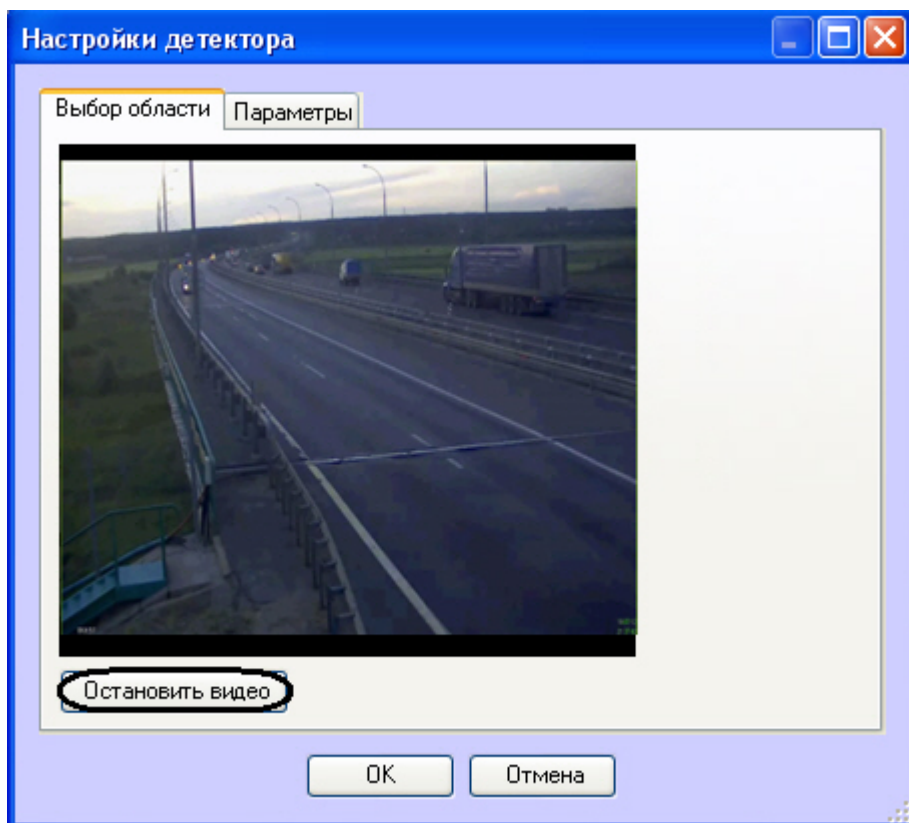 Настройки детектора
Выбор области Параметры
Остановить видео
OK Отмена